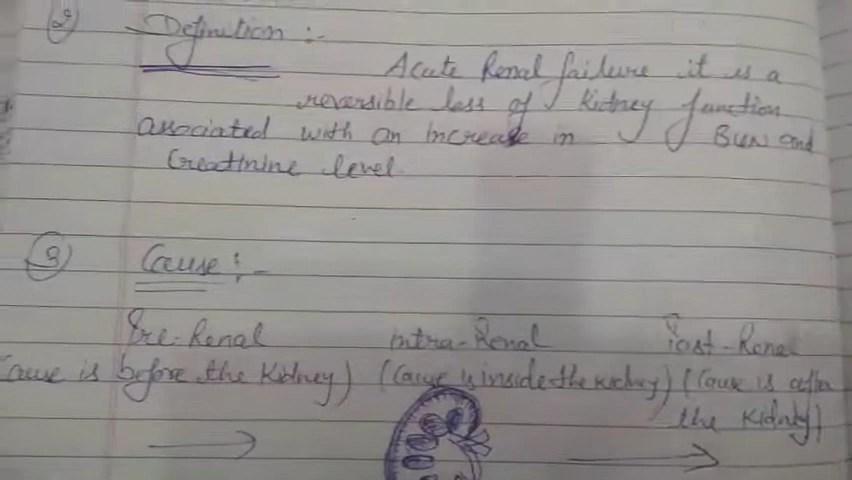 2
Definition :-
Acute Renal failure it is a
reversible loss of kidney function
associated with an increase in BUN and
Creatinine level.
3
Cause :-
Pre-Renal intra-Renal Post-Renal
Cause is before the kidney) (Cause is inside the kidney) (Cause is after
the kidney)